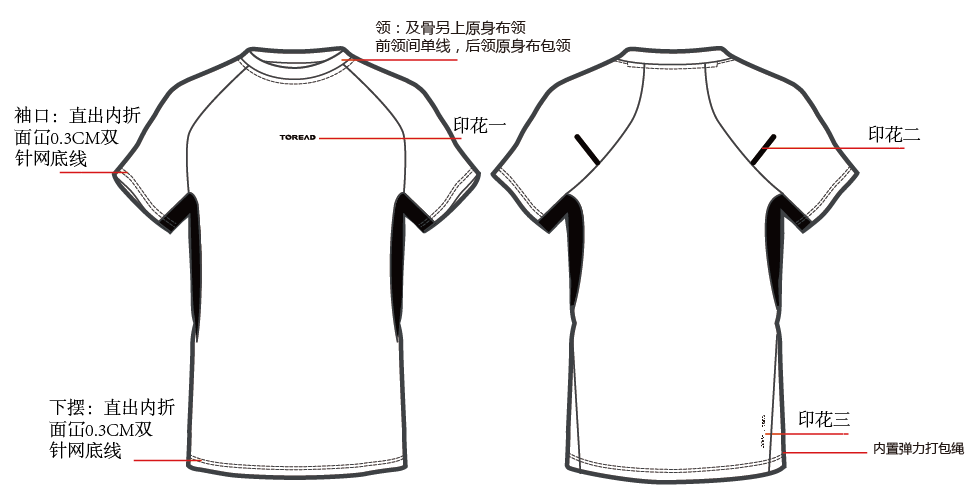 领：及骨另上原身布领
前领间单线，后领原身布包领
袖口：直出内折
面冚0.3CM双
针网底线
TOREAD
印花一
印花二
下摆：直出内折
面冚0.3CM双
针网底线
印花三
内置弹力打包绳